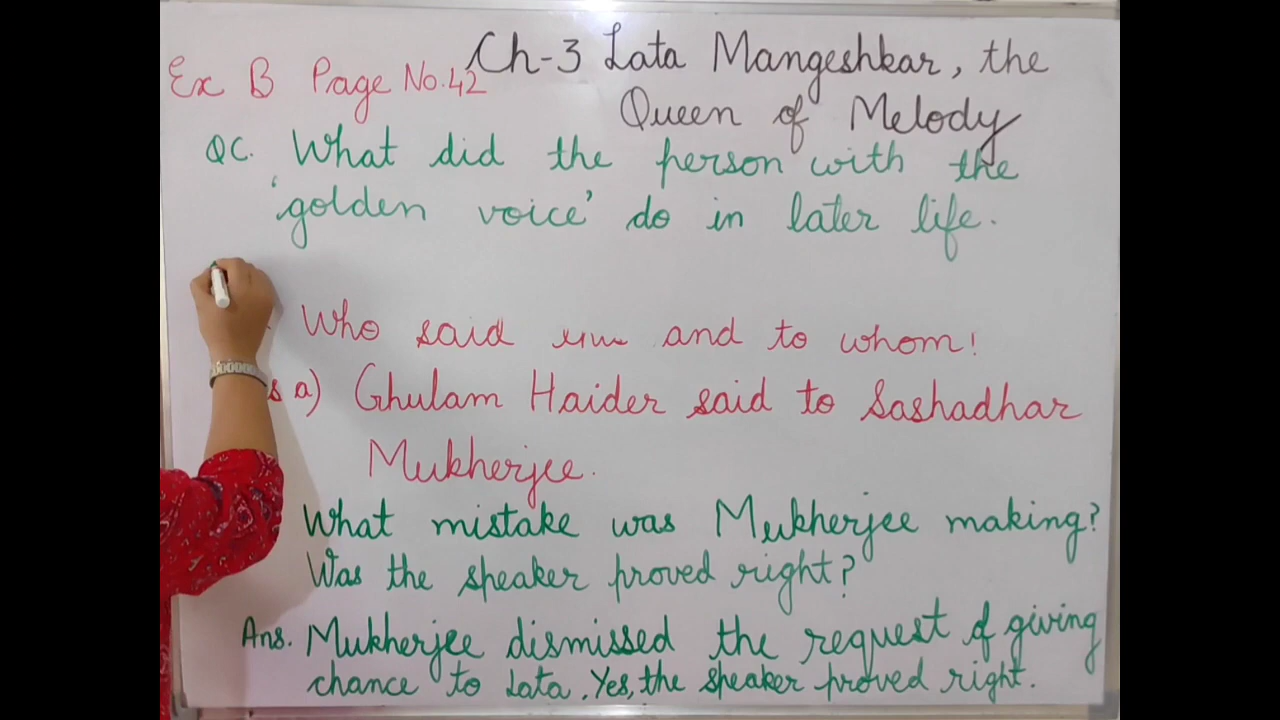 Ch-3 Lata Mangeshkar, the
Queen of Melody
Ex B Page No.42
QC. What did the person with the
'golden voice' do in later life.
Who said and to whom!
s a) Ghulam Haider said to Sashadhar
Mukherjee.
What mistake was Mukherjee making?
Was the speaker proved right?
Ans. Mukherjee dismissed the request of giving
chance to Lata. Yes, the speaker proved right.